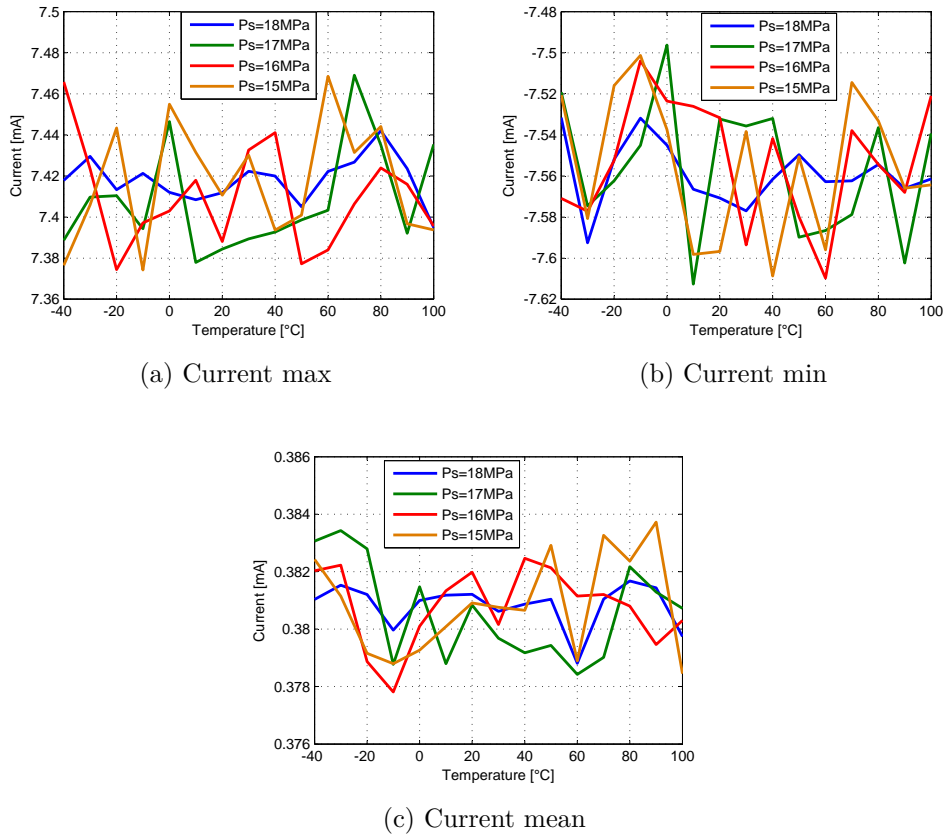 7.5
7.48
7.46
7.44
7.42
7.4
7.38
7.36
Current [mA]
Ps=18MPa
Ps=17MPa
Ps=16MPa
Ps=15MPa
-40 -20 0 20 40 60 80 100
Temperature [°C]
(a) Current max
-7.48
-7.5
-7.52
-7.54
-7.56
-7.58
-7.6
-7.62
Current [mA]
Ps=18MPa
Ps=17MPa
Ps=16MPa
Ps=15MPa
-40 -20 0 20 40 60 80 100
Temperature [°C]
(b) Current min
0.386
0.384
0.382
0.38
0.378
0.376
Current [mA]
Ps=18MPa
Ps=17MPa
Ps=16MPa
Ps=15MPa
-40 -20 0 20 40 60 80 100
Temperature [°C]
(c) Current mean